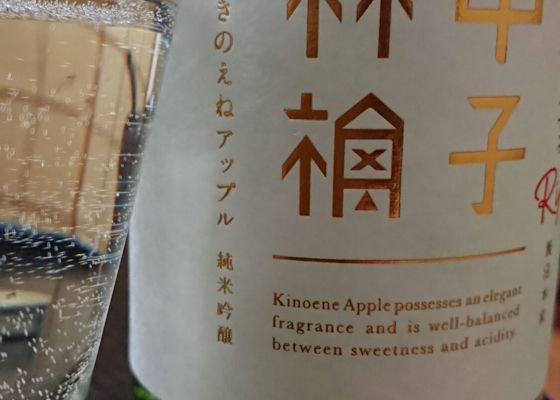 甲子
林檎
きのえねアップル 純米吟醸
Kinoene Apple possesses an elegant
fragrance and is well-balanced
between sweetness and acidity.